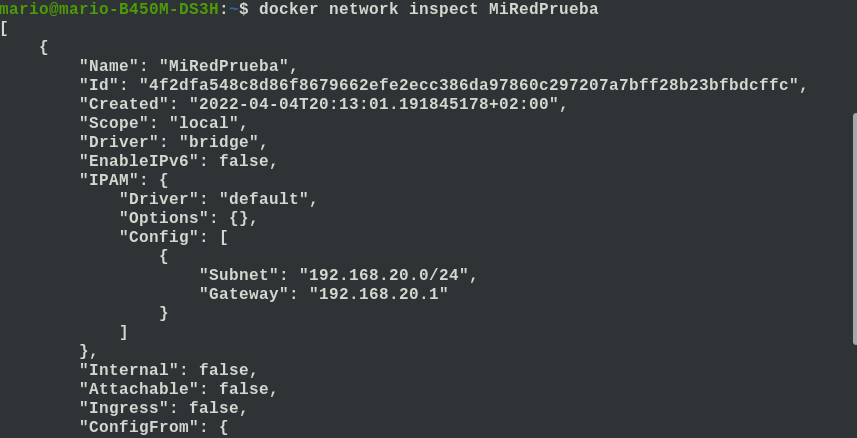 mario@mario-B450M-DS3H:~$ docker network inspect MiRedPrueba
[
    {
        "Name": "MiRedPrueba",
        "Id": "4f2dfa548c8d86f8679662efe2ecc386da97860c297207a7bff28b23bfbdcffc",
        "Created": "2022-04-04T20:13:01.191845178+02:00",
        "Scope": "local",
        "Driver": "bridge",
        "EnableIPv6": false,
        "IPAM": {
            "Driver": "default",
            "Options": {},
            "Config": [
                {
                    "Subnet": "192.168.20.0/24",
                    "Gateway": "192.168.20.1"
                }
            ]
        },
        "Internal": false,
        "Attachable": false,
        "Ingress": false,
        "ConfigFrom": {